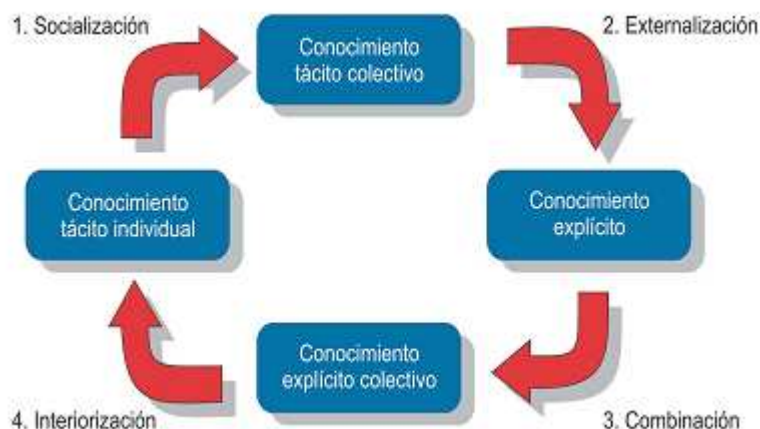 1. Socialización
Conocimiento
tácito colectivo
2. Externalización
Conocimiento
tácito individual
Conocimiento
explícito
Conocimiento
explícito colectivo
4. Interiorización
3. Combinación